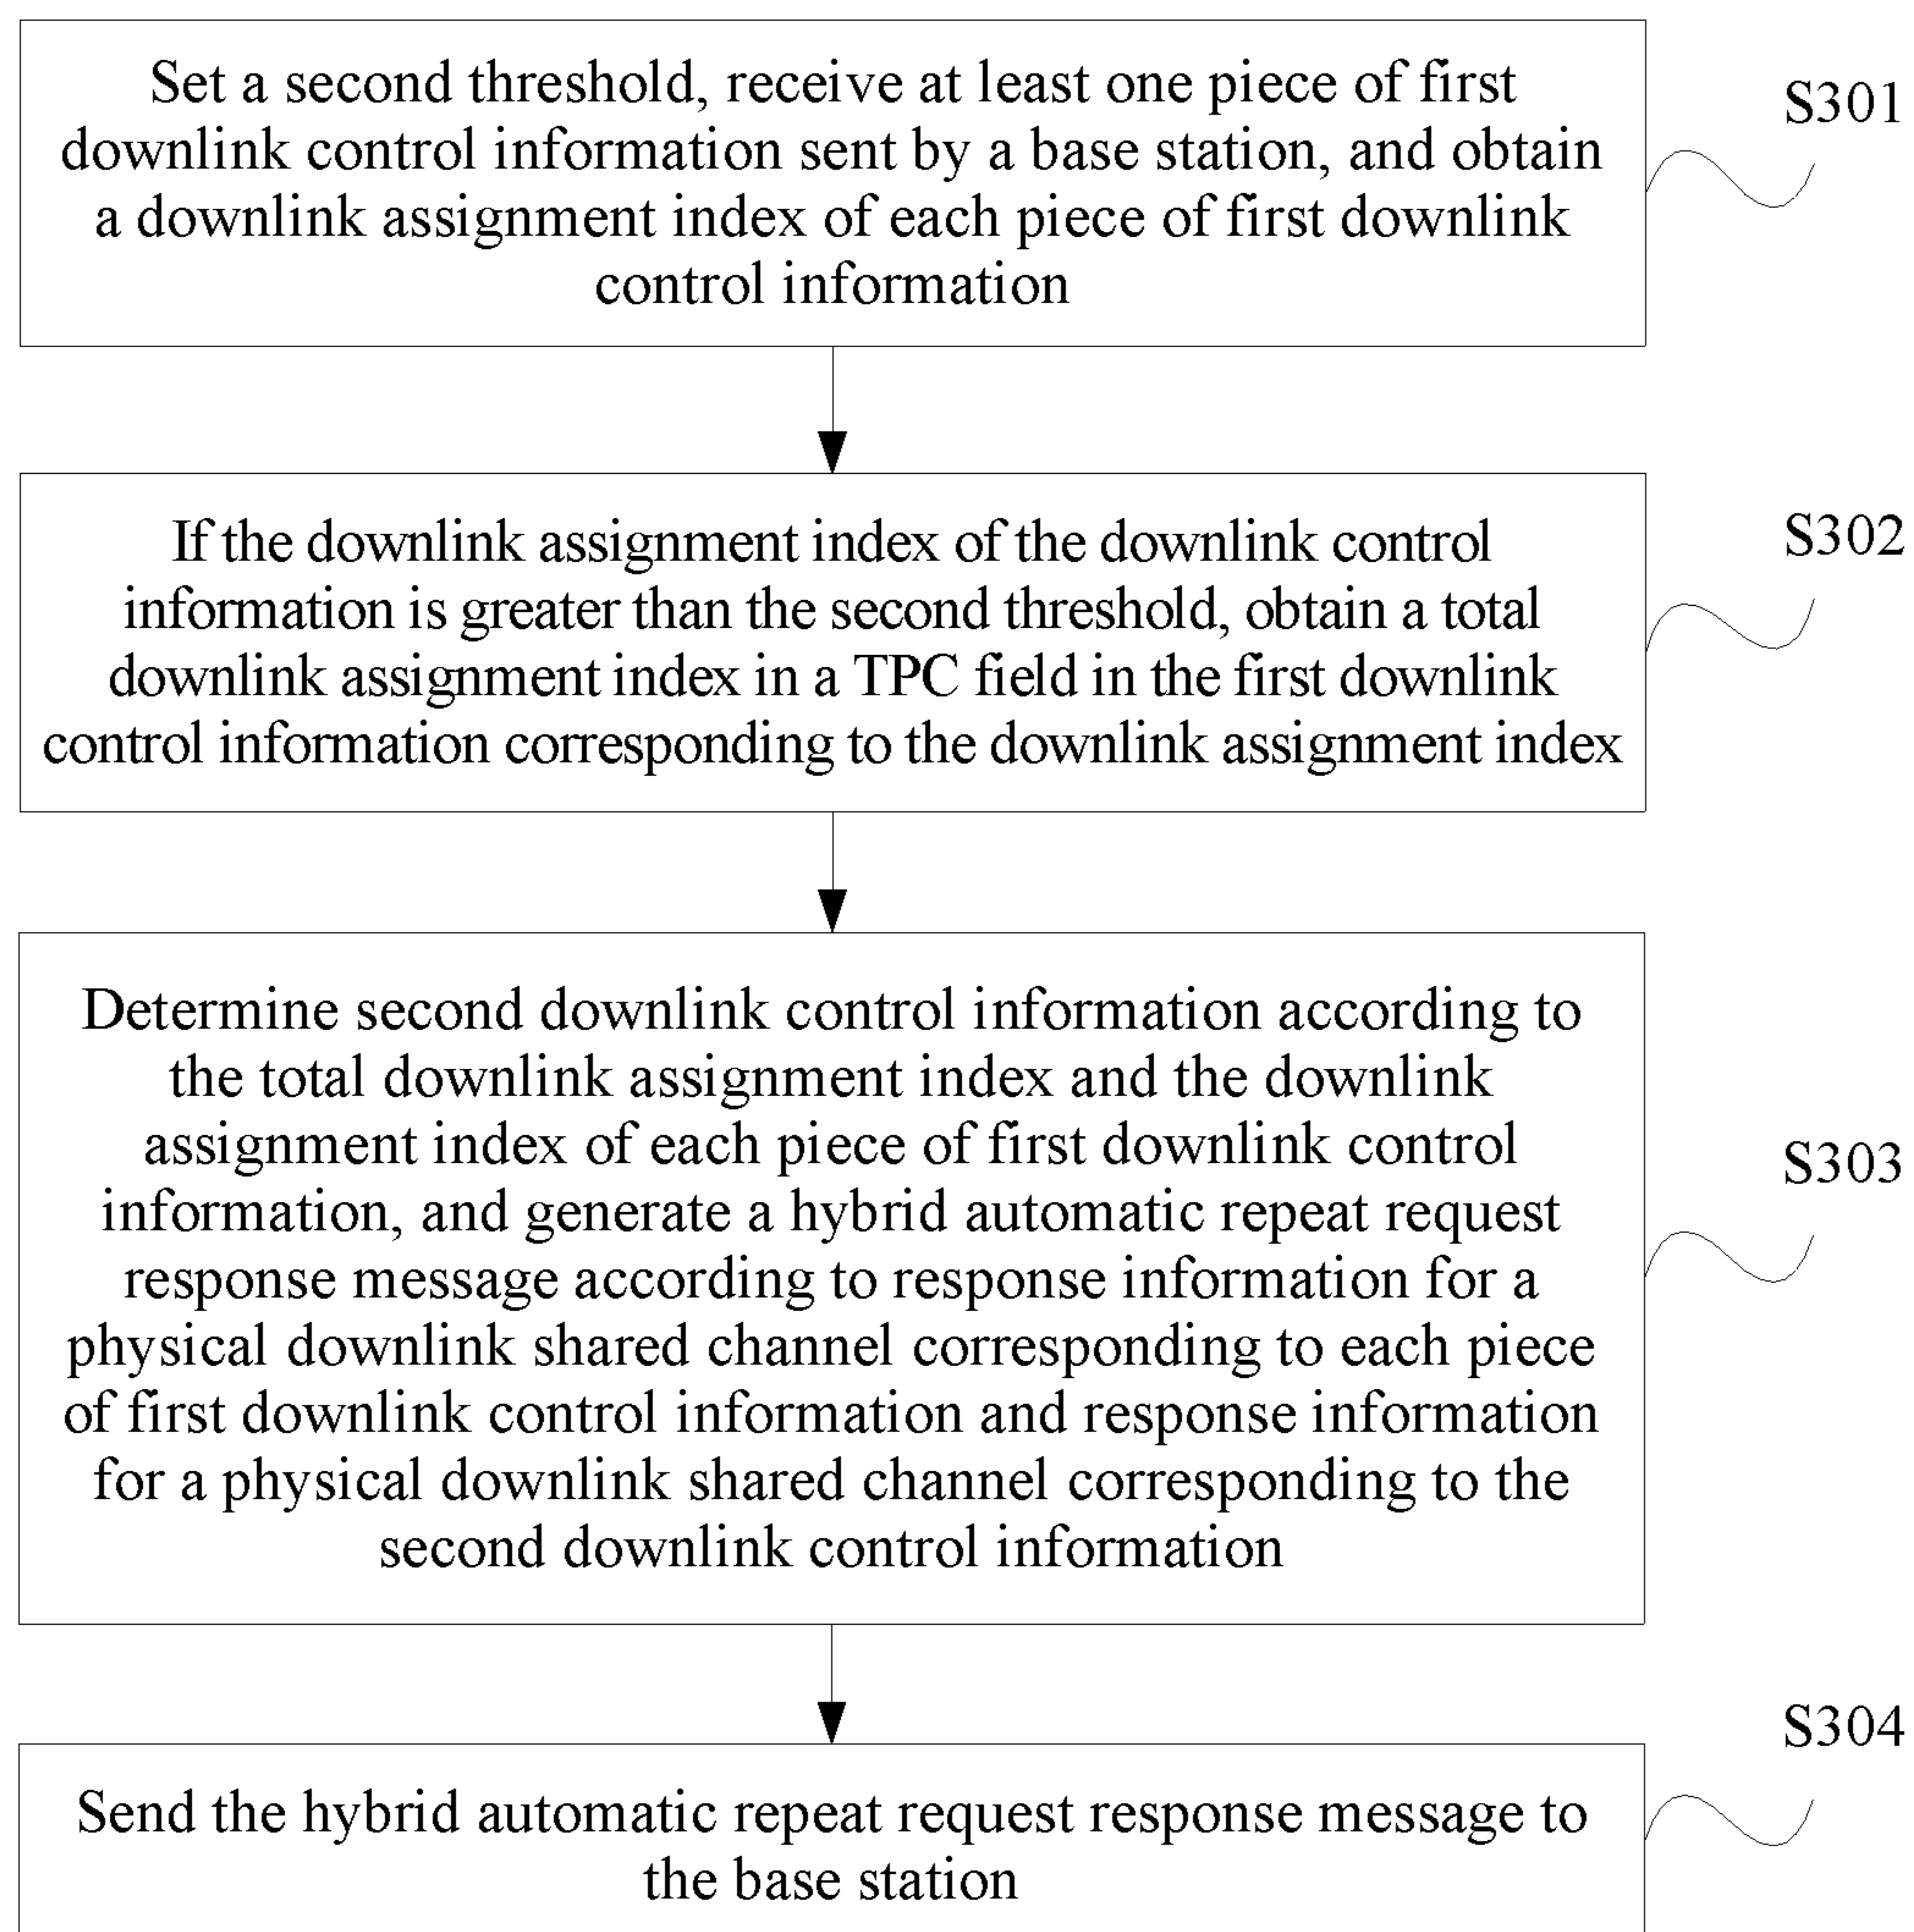 Set a second threshold, receive at least one piece of first
downlink control information sent by a base station, and obtain
a downlink assignment index of each piece of first downlink
control information
S301
If the downlink assignment index of the downlink control
information is greater than the second threshold, obtain a total
downlink assignment index in a TPC field in the first downlink
control information corresponding to the downlink assignment index
S302
Determine second downlink control information according to
the total downlink assignment index and the downlink
assignment index of each piece of first downlink control
information, and generate a hybrid automatic repeat request
response message according to response information for a
physical downlink shared channel corresponding to each piece
of first downlink control information and response information
for a physical downlink shared channel corresponding to the
second downlink control information
S303
Send the hybrid automatic repeat request response message to
the base station
S304